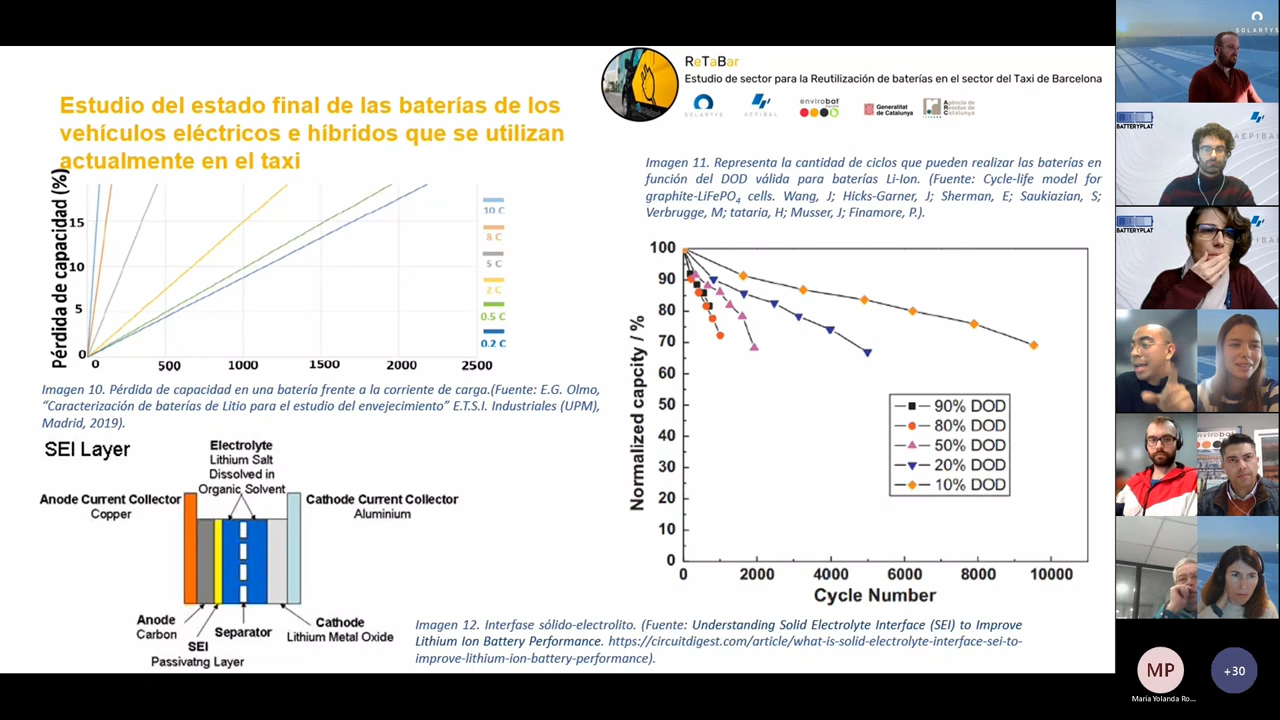 Estudio del estado final de las baterías de los
vehículos eléctricos e híbridos que se utilizan
actualmente en el taxi
ReTaBar
Estudio de sector para la Reutilización de baterías en el sector del Taxi de Barcelona
SOLARTYS
AEPIBAL
envirobat
Generalitat
de Catalunya
Agència de
Residus de
Catalunya
Pérdida de capacidad (%)
15
10
5
0
0 500 1000 1500 2000 2500
10 C
8 C
5 C
2 C
0.5 C
0.2 C
Imagen 10. Pérdida de capacidad en una batería frente a la corriente de carga.(Fuente: E.G. Olmo,
“Caracterización de baterías de Litio para el estudio del envejecimiento” E.T.S.I. Industriales (UPM),
Madrid, 2019).
Imagen 11. Representa la cantidad de ciclos que pueden realizar las baterías en
función del DOD válida para baterías Li-Ion. (Fuente: Cycle-life model for
graphite-LiFePO4 cells. Wang, J; Hicks-Garner, J; Sherman, E; Saukiazian, S;
Verbrugge, M; tataria, H; Musser, J; Finamore, P.).
Normalized capcity / %
100
90
80
70
60
50
40
30
20
10
0
0 2000 4000 6000 8000 10000
Cycle Number
90% DOD
80% DOD
50% DOD
20% DOD
10% DOD
SEI Layer
Electrolyte
Lithium Salt
Dissolved in
Organic Solvent
Anode Current Collector
Copper
Cathode Current Collector
Aluminium
Anode
Carbon
SEI
Passivatng Layer
Separator
Cathode
Lithium Metal Oxide
Imagen 12. Interfase sólido-electrolito. (Fuente: Understanding Solid Electrolyte Interface (SEI) to Improve
Lithium Ion Battery Performance. https://circuitdigest.com/article/what-is-solid-electrolyte-interface-sei-to-
improve-lithium-ion-battery-performance).
SOLARTYS
BATTERYPLAT
AEPIBAL
BATTERYPLAT
envirobat
MP
María Yolanda Ro...
+30